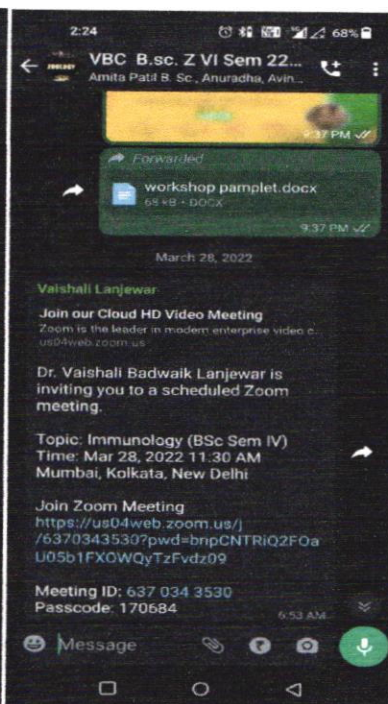 2:24 68%
VBC B.sc. Z VI Sem 22...
Amita Patil B. Sc., Anuradha, Avin...
9:37 PM
Forwarded
workshop pamplet.docx
68 kB • DOCX
9:37 PM
March 28, 2022
Vaishali Lanjewar
Join our Cloud HD Video Meeting
Zoom is the leader in modern enterprise video c...
us04web.zoom.us
Dr. Vaishali Badwaik Lanjewar is
inviting you to a scheduled Zoom
meeting.
Topic: Immunology (BSc Sem IV)
Time: Mar 28, 2022 11:30 AM
Mumbai, Kolkata, New Delhi
Join Zoom Meeting
https://us04web.zoom.us/j
/6370343530?pwd=bnpCNTRiQ2FOa
U05b1FXOWQyTzFvdz09
Meeting ID: 637 034 3530
Passcode: 170684
6:53 AM
Message